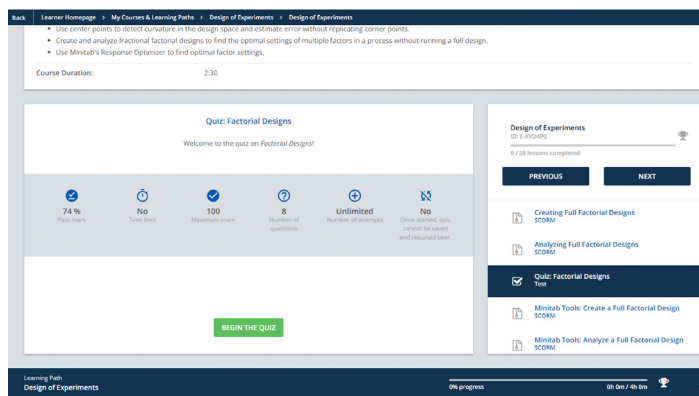 Back Learner Homepage > My Courses & Learning Paths > Design of Experiments > Design of Experiments
• Use center points to detect curvature in the design space and estimate error without replicating corner points.
• Create and analyze fractional factorial designs to find the optimal settings of multiple factors in a process without running a full design.
• Use Minitab's Response Optimizer to find optimal factor settings.
Course Duration: 2:30
Quiz: Factorial Designs
Welcome to the quiz on Factorial Designs!
74 %
Pass mark
No
Time limit
100
Maximum score
8
Number of
questions
Unlimited
Number of attempts
No
Once started, quiz
cannot be saved
and resumed later.
BEGIN THE QUIZ
Design of Experiments
ID: E-XVO4P0
0 / 28 lessons completed
PREVIOUS NEXT
Creating Full Factorial Designs
SCORM
Analyzing Full Factorial Designs
SCORM
Quiz: Factorial Designs
Test
Minitab Tools: Create a Full Factorial Design
SCORM
Minitab Tools: Analyze a Full Factorial Design
SCORM
Learning Path
Design of Experiments
0% progress 0h 0m / 4h 0m